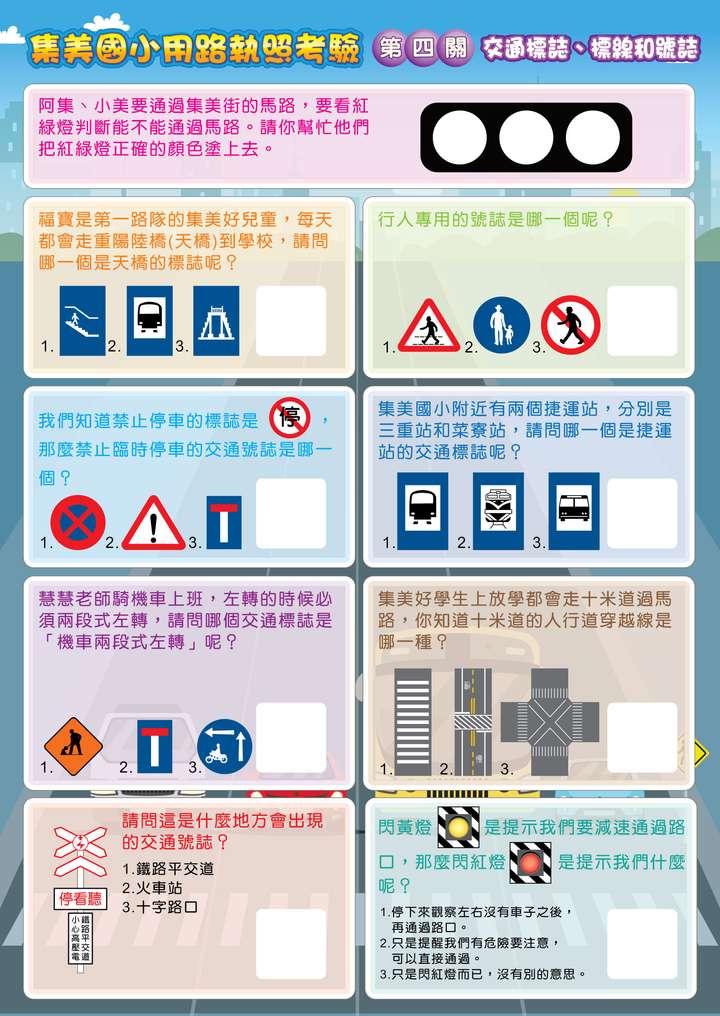 集美國小用路執照考驗 第四關 交通標誌、標線和號誌
阿集、小美要通過集美街的馬路，要看紅
綠燈判斷能不能通過馬路。請你幫忙他們
把紅綠燈正確的顏色塗上去。
福寶是第一路隊的集美好兒童，每天
都會走重陽陸橋(天橋)到學校，請問
哪一個是天橋的標誌呢？
1. 2. 3.
行人專用的號誌是哪一個呢？
1. 2. 3.
我們知道禁止停車的標誌是 停 ，
那麼禁止臨時停車的交通號誌是哪一
個？
1. 2. 3.
集美國小附近有兩個捷運站，分別是
三重站和菜寮站，請問哪一個是捷運
站的交通標誌呢？
1. 2. 3.
慧慧老師騎機車上班，左轉的時候必
須兩段式左轉，請問哪個交通標誌是
「機車兩段式左轉」呢？
1. 2. 3.
集美好學生上放學都會走十米道過馬
路，你知道十米道的人行道穿越線是
哪一種？
1. 2. 3.
請問這是什麼地方會出現
的交通號誌？
1.鐵路平交道
2.火車站
3.十字路口
停看聽
鐵路平交道
小心高壓電
閃黃燈 是提示我們要減速通過路
口，那麼閃紅燈 是提示我們什麼
呢？
1.停下來觀察左右沒有車子之後，
再通過路口。
2.只是提醒我們有危險要注意，
可以直接通過。
3.只是閃紅燈而已，沒有別的意思。